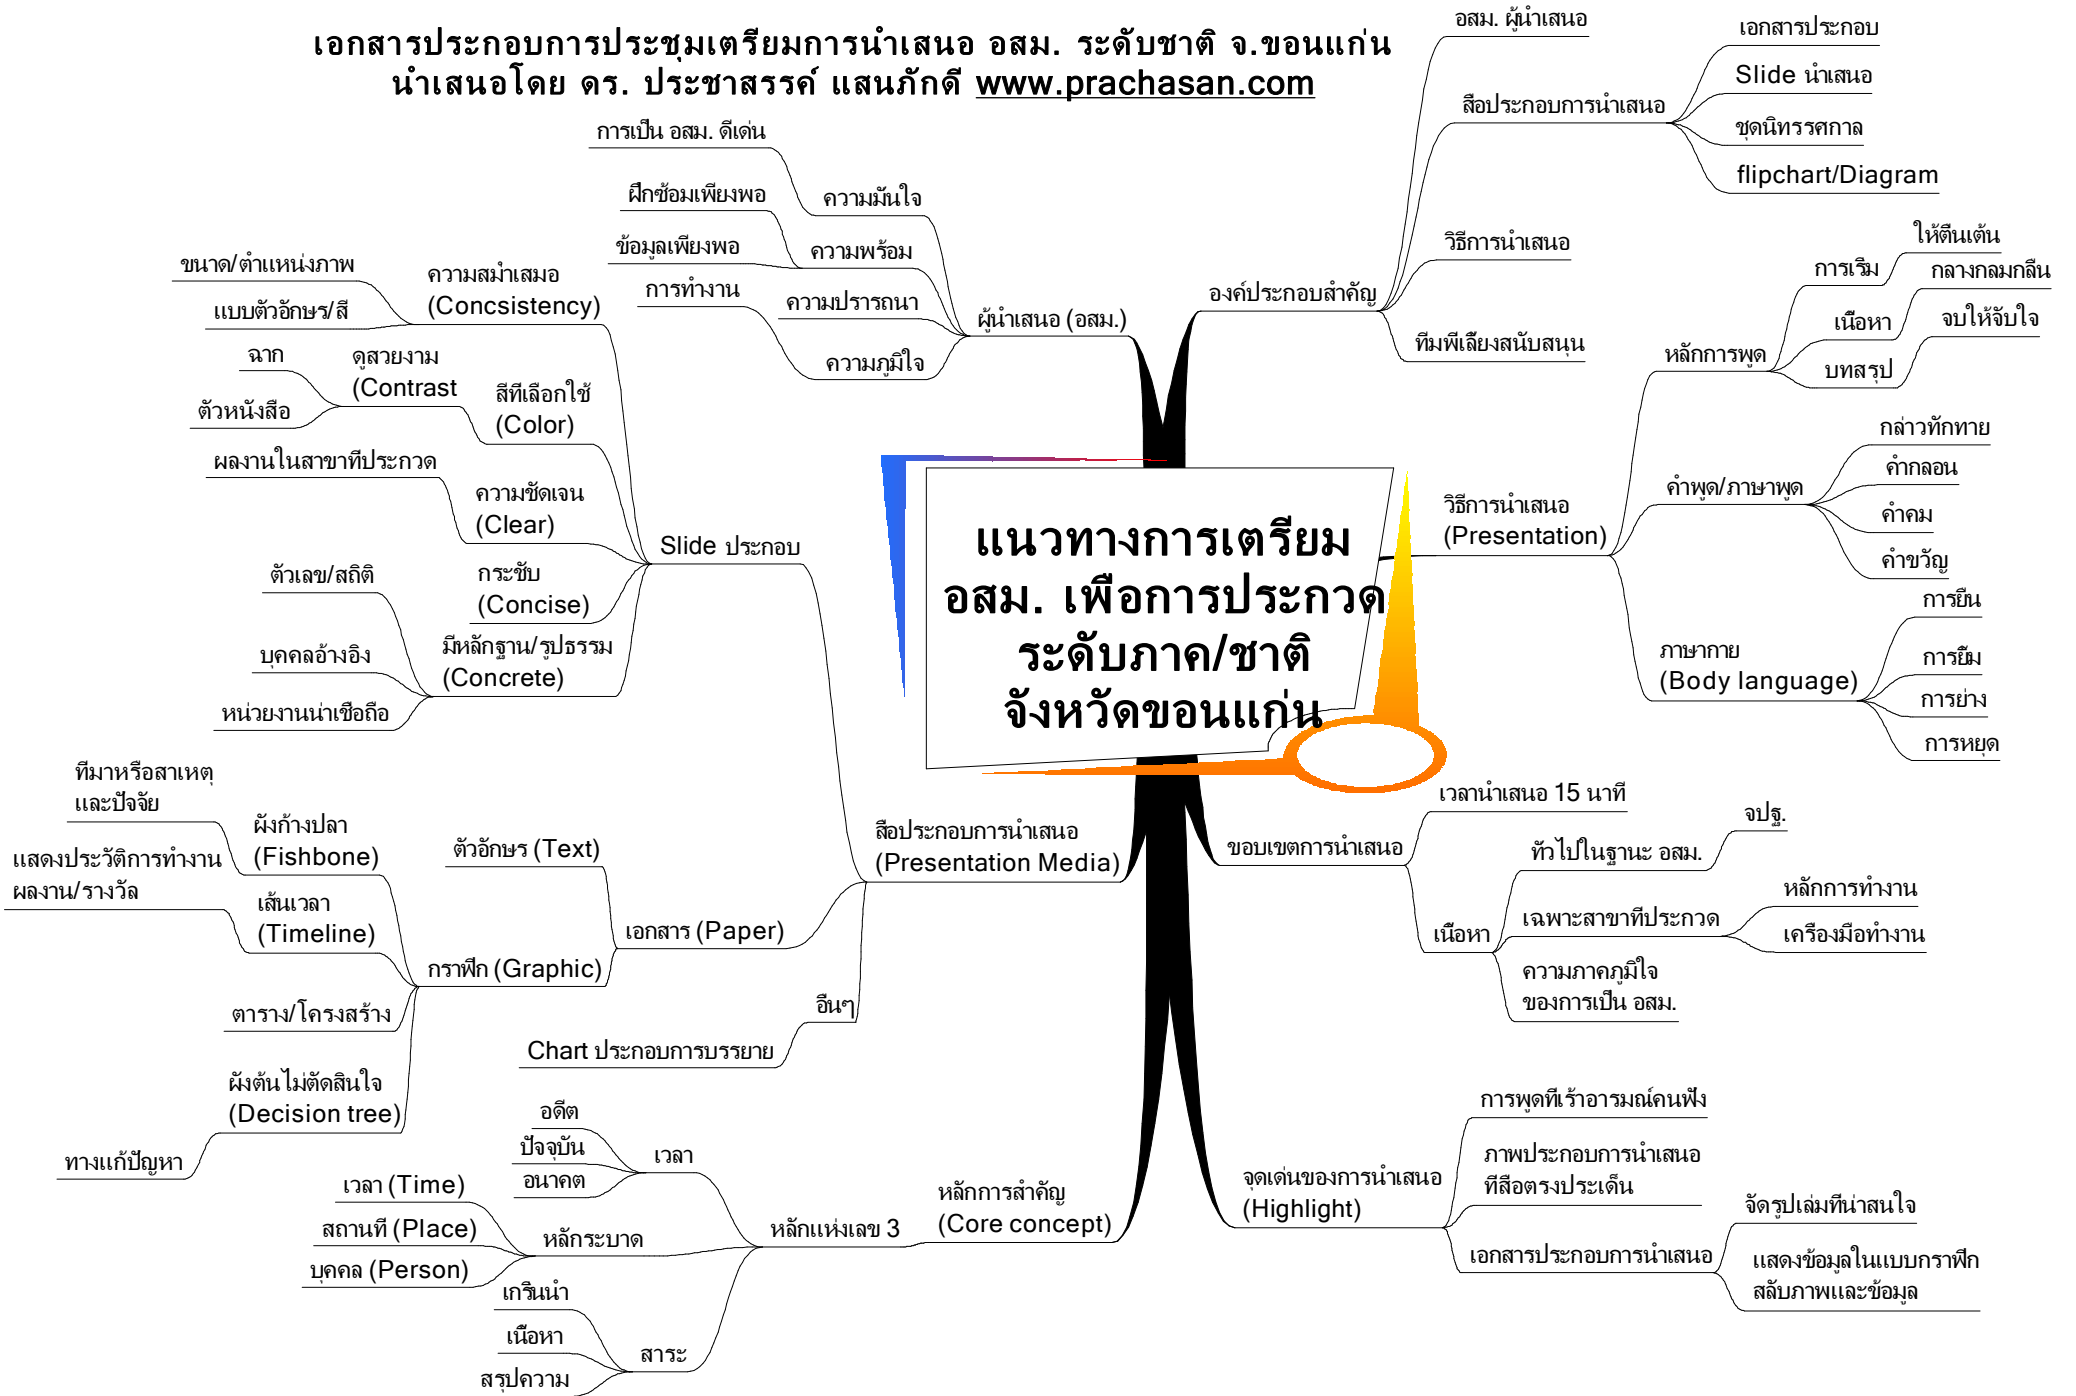 เอกสารประกอบการประชุมเตรียมการนำเสนอ อสม. ระดับชาติ จ.ขอนแก่น
นำเสนอโดย ดร. ประชาสรรค์ แสนภักดี www.prachasan.com
แนวทางการเตรียม
อสม. เพื่อการประกวด
ระดับภาค/ชาติ
จังหวัดขอนแก่น
องค์ประกอบสำคัญ
อสม. ผู้นำเสนอ
สื่อประกอบการนำเสนอ
เอกสารประกอบ
Slide นำเสนอ
ชุดนิทรรศกาล
flipchart/Diagram
วิธีการนำเสนอ
ทีมพี่เลี้ยงสนับสนุน
วิธีการนำเสนอ
(Presentation)
หลักการพูด
การเริ่ม
ให้ตื่นเต้น
เนื้อหา
กลางกลมกลืน
บทสรุป
จบให้จับใจ
คำพูด/ภาษาพูด
กล่าวทักทาย
คำกลอน
คำคม
คำขวัญ
ภาษากาย
(Body language)
การยืน
การยิ้ม
การย่าง
การหยุด
ขอบเขตการนำเสนอ
เวลานำเสนอ 15 นาที
เนื้อหา
ทั่วไปในฐานะ อสม.
จปฐ.
เฉพาะสาขาที่ประกวด
หลักการทำงาน
เครื่องมือทำงาน
ความภาคภูมิใจ
ของการเป็น อสม.
จุดเด่นของการนำเสนอ
(Highlight)
การพูดที่เร้าอารมณ์คนฟัง
ภาพประกอบการนำเสนอ
ที่สื่อตรงประเด็น
เอกสารประกอบการนำเสนอ
จัดรูปเล่มที่น่าสนใจ
แสดงข้อมูลในแบบกราฟิก
สลับภาพและข้อมูล
ผู้นำเสนอ (อสม.)
ความมั่นใจ
การเป็น อสม. ดีเด่น
ความพร้อม
ฝึกซ้อมเพียงพอ
ข้อมูลเพียงพอ
ความปรารถนา
ความภูมิใจ
การทำงาน
สื่อประกอบการนำเสนอ
(Presentation Media)
Slide ประกอบ
ความสม่ำเสมอ
(Concsistency)
ขนาด/ตำแหน่งภาพ
แบบตัวอักษร/สี
สีที่เลือกใช้
(Color)
ดูสวยงาม
(Contrast
ฉาก
ตัวหนังสือ
ความชัดเจน
(Clear)
ผลงานในสาขาที่ประกวด
กระชับ
(Concise)
มีหลักฐาน/รูปธรรม
(Concrete)
ตัวเลข/สถิติ
บุคคลอ้างอิง
หน่วยงานน่าเชื่อถือ
เอกสาร (Paper)
ตัวอักษร (Text)
กราฟิก (Graphic)
ผังก้างปลา
(Fishbone)
ที่มาหรือสาเหตุ
และปัจจัย
เส้นเวลา
(Timeline)
แสดงประวัติการทำงาน
ผลงาน/รางวัล
ตาราง/โครงสร้าง
ผังต้นไม่ตัดสินใจ
(Decision tree)
ทางแก้ปัญหา
อื่นๆ
Chart ประกอบการบรรยาย
หลักการสำคัญ
(Core concept)
หลักแห่งเลข 3
เวลา
อดีต
ปัจจุบัน
อนาคต
หลักระบาด
เวลา (Time)
สถานที่ (Place)
บุคคล (Person)
สาระ
เกริ่นนำ
เนื้อหา
สรุปความ